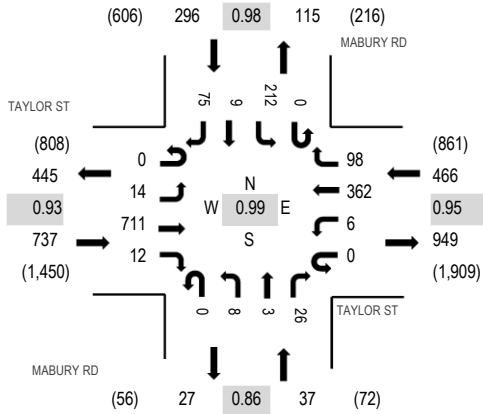 (606) 296 0.98 115 (216)
MABURY RD
TAYLOR ST
75 9 212 0
(808) (861)
445 0 98 466
14 N 362
0.93 W 0.99 E 0.95
711 6
737 S 949
12 0
(1,450) (1,909)
0 8 3 26
TAYLOR ST
MABURY RD
(56) 27 0.86 37 (72)